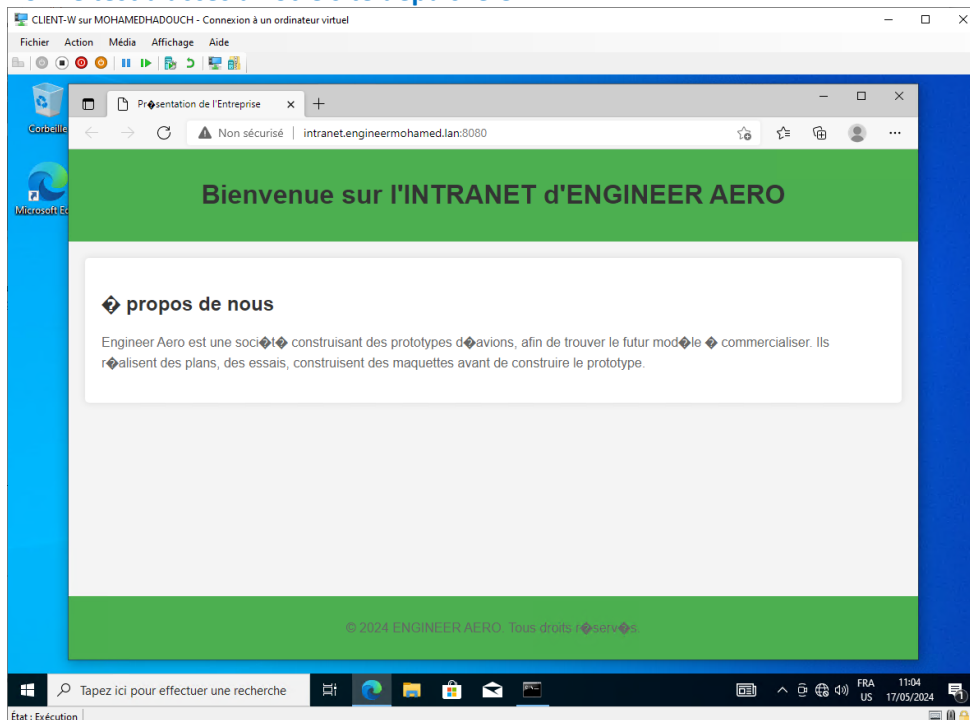 CLIENT-W sur MOHAMEDHADOUCH - Connexion à un ordinateur virtuel
Fichier Action Média Affichage Aide
Corbeille
Microsoft Ed
Pr�sentation de l'Entreprise
Non sécurisé intranet.engineermohamed.lan:8080
Bienvenue sur l'INTRANET d'ENGINEER AERO
� propos de nous
Engineer Aero est une soci�t� construisant des prototypes d�avions, afin de trouver le futur mod�le � commercialiser. Ils
r�alisent des plans, des essais, construisent des maquettes avant de construire le prototype.
© 2024 ENGINEER AERO. Tous droits r�serv�s.
Tapez ici pour effectuer une recherche
FRA 11:04
US 17/05/2024
État : Exécution